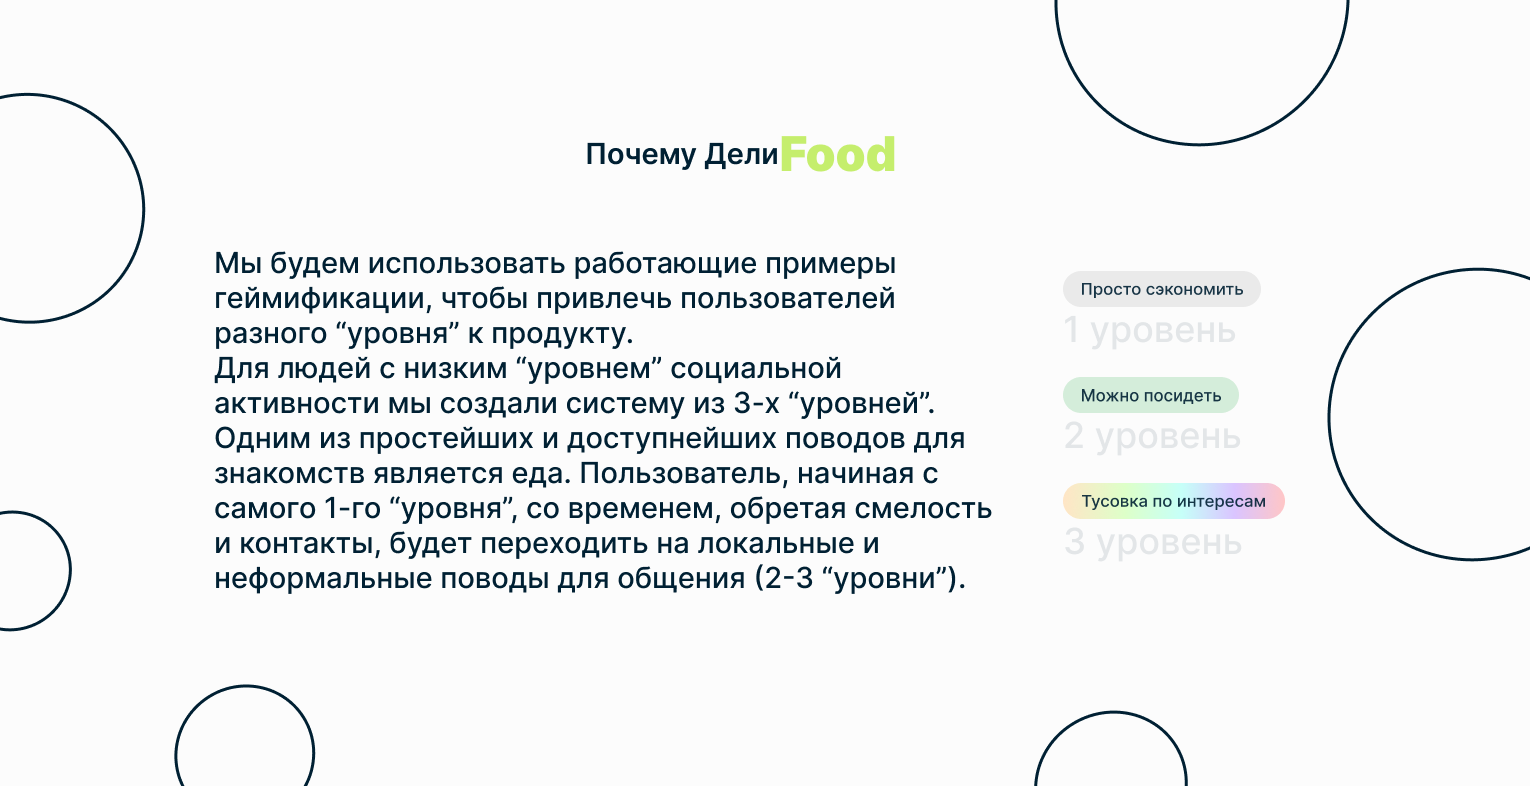 Почему ДелиFood
Мы будем использовать работающие примеры
геймификации, чтобы привлечь пользователей
разного “уровня” к продукту.
Для людей с низким “уровнем” социальной
активности мы создали систему из 3-х “уровней”.
Одним из простейших и доступнейших поводов для
знакомств является еда. Пользователь, начиная с
самого 1-го “уровня”, со временем, обретая смелость
и контакты, будет переходить на локальные и
неформальные поводы для общения (2-3 “уровни”).
Просто сэкономить
1 уровень
Можно посидеть
2 уровень
Тусовка по интересам
3 уровень